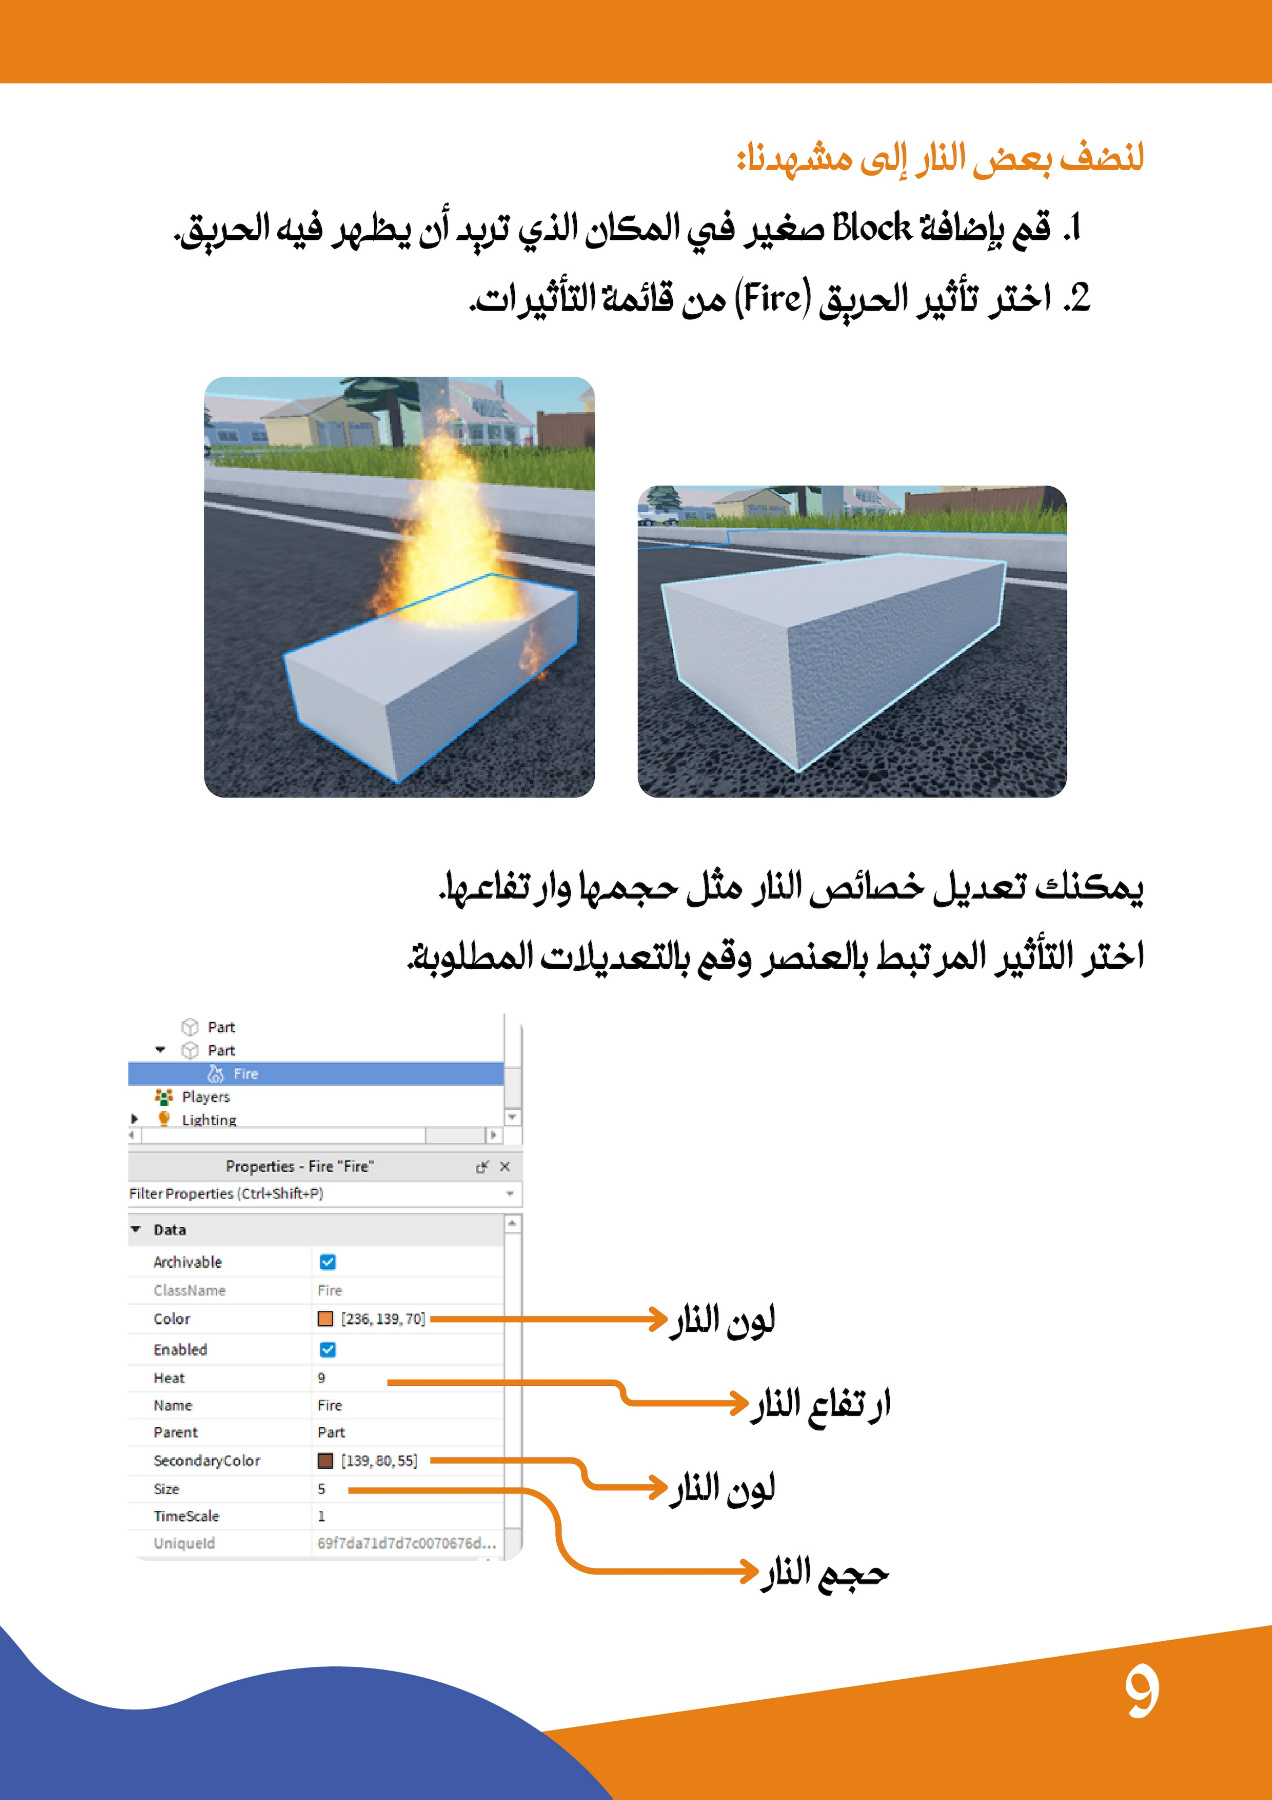 لنضف بعض النار إلى مشهدنا:
1. قم بإضافة Block صغير في المكان الذي تريد أن يظهر فيه الحريق.
2. اختر تأثير الحريق (Fire) من قائمة التأثيرات.
يمكنك تعديل خصائص النار مثل حجمها وارتفاعها.
اختر التأثير المرتبط بالعنصر وقم بالتعديلات المطلوبة.
Part
Part
Fire
Players
Lighting
Properties - Fire "Fire"
Filter Properties (Ctrl+Shift+P)
Data
Archivable
ClassName Fire
Color [236, 139, 70] لون النار
Enabled
Heat 9 ارتفاع النار
Name Fire
Parent Part
SecondaryColor [139, 80, 55] لون النار
Size 5 حجم النار
TimeScale 1
UniqueId 69f7da71d7d7c0070676d...
9